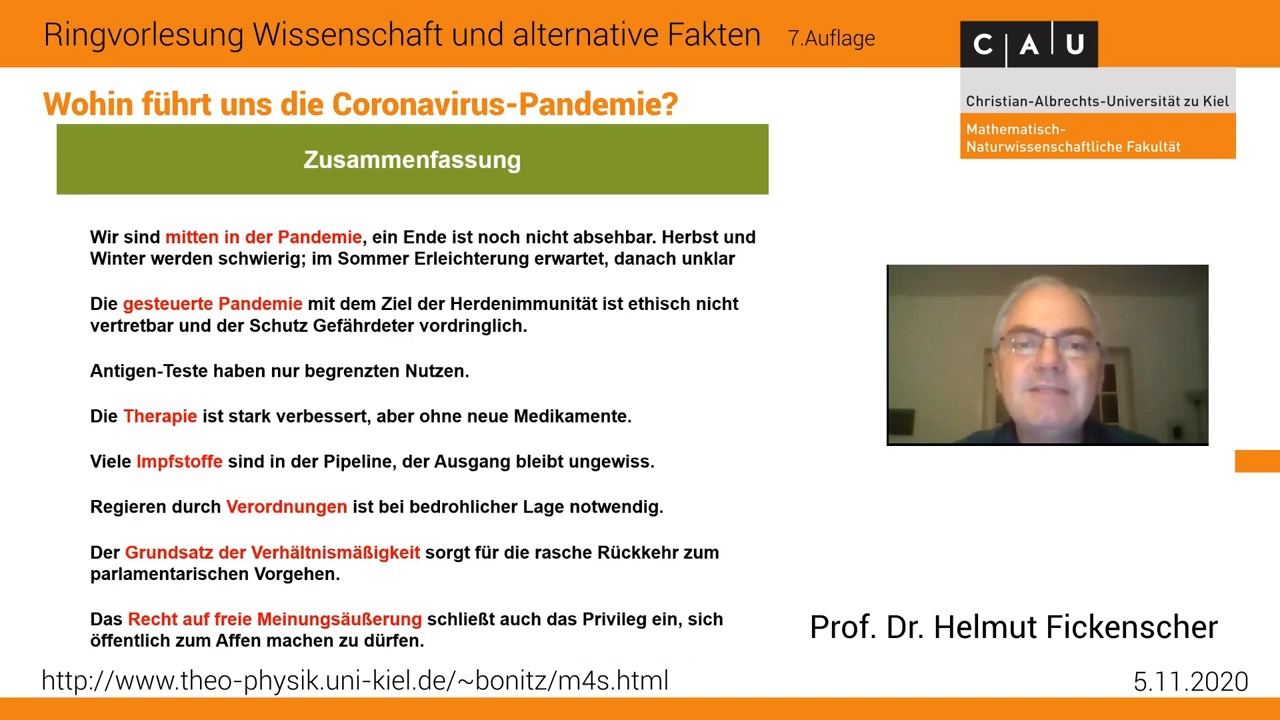 Ringvorlesung Wissenschaft und alternative Fakten 7.Auflage
C A U
Christian-Albrechts-Universität zu Kiel
Mathematisch-
Naturwissenschaftliche Fakultät
Wohin führt uns die Coronavirus-Pandemie?
Zusammenfassung
Wir sind mitten in der Pandemie, ein Ende ist noch nicht absehbar. Herbst und
Winter werden schwierig; im Sommer Erleichterung erwartet, danach unklar
Die gesteuerte Pandemie mit dem Ziel der Herdenimmunität ist ethisch nicht
vertretbar und der Schutz Gefährdeter vordringlich.
Antigen-Teste haben nur begrenzten Nutzen.
Die Therapie ist stark verbessert, aber ohne neue Medikamente.
Viele Impfstoffe sind in der Pipeline, der Ausgang bleibt ungewiss.
Regieren durch Verordnungen ist bei bedrohlicher Lage notwendig.
Der Grundsatz der Verhältnismäßigkeit sorgt für die rasche Rückkehr zum
parlamentarischen Vorgehen.
Das Recht auf freie Meinungsäußerung schließt auch das Privileg ein, sich
öffentlich zum Affen machen zu dürfen.
Prof. Dr. Helmut Fickenscher
http://www.theo-physik.uni-kiel.de/~bonitz/m4s.html
5.11.2020